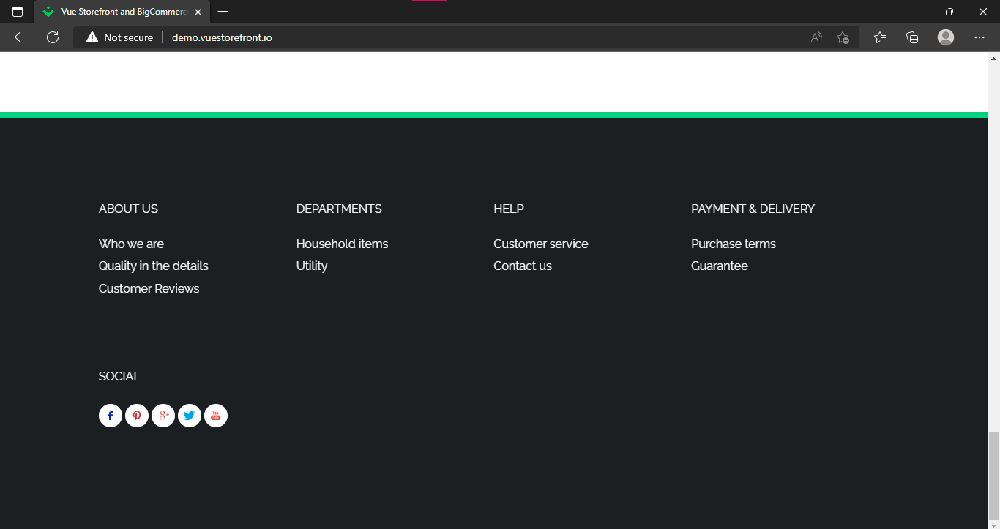 Vue Storefront and BigCommerc
Not secure
demo.vuestorefront.io
ABOUT US
Who we are
Quality in the details
Customer Reviews
DEPARTMENTS
Household items
Utility
HELP
Customer service
Contact us
PAYMENT & DELIVERY
Purchase terms
Guarantee
SOCIAL